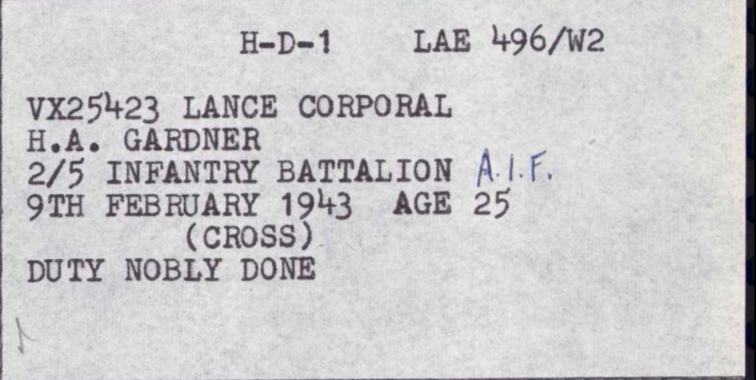 H-D-1 LAE 496/W2
VX25423 LANCE CORPORAL
H.A. GARDNER
2/5 INFANTRY BATTALION A.I.F.
9TH FEBRUARY 1943 AGE 25
(CROSS)
DUTY NOBLY DONE